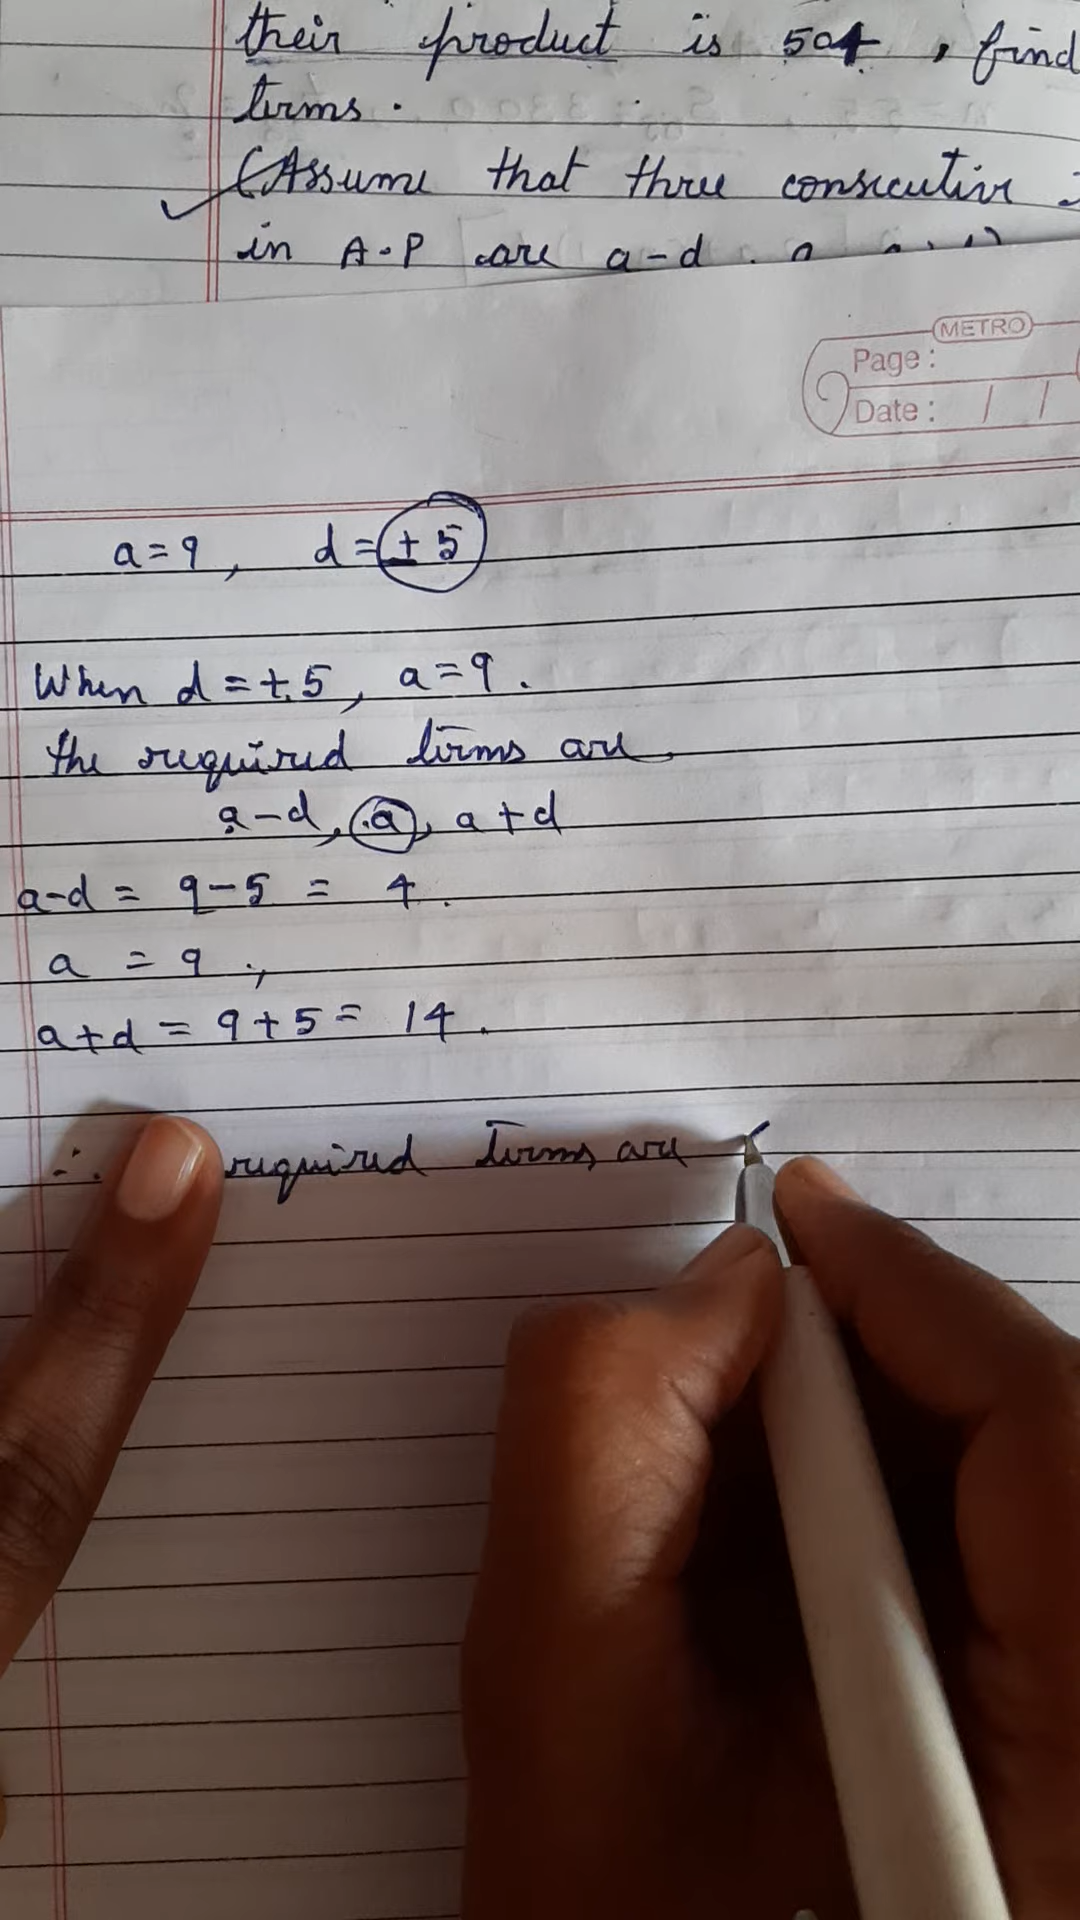 their product is 504, find
terms.
(Assume that three consecutive
in A.P are a-d, a
METRO
Page:
Date: / /
a=9, d=±5
When d=+5, a=9.
the required terms are
a-d, a, a+d
a-d = 9-5 = 4.
a = 9,
a+d = 9+5 = 14.
∴ required terms are